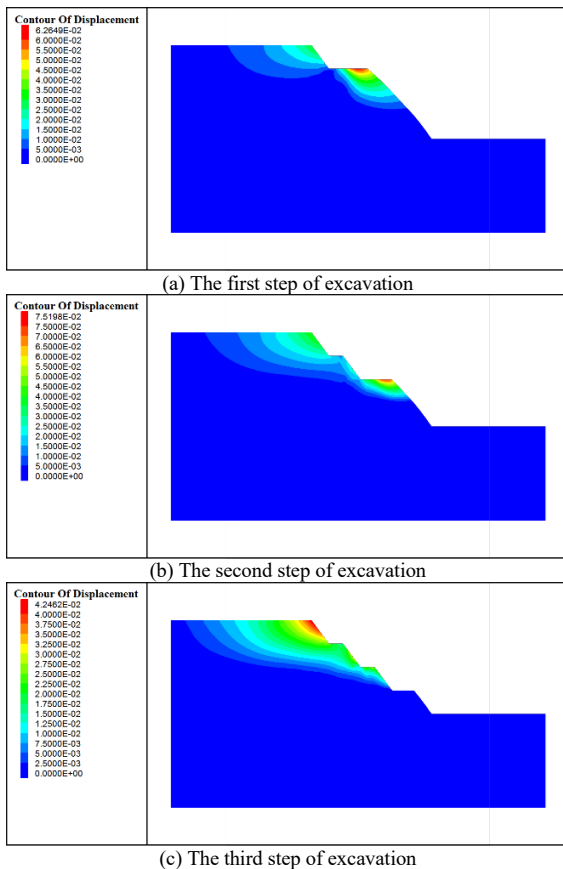 Contour Of Displacement
6.2649E-02
6.0000E-02
5.5000E-02
5.0000E-02
4.5000E-02
4.0000E-02
3.5000E-02
3.0000E-02
2.5000E-02
2.0000E-02
1.5000E-02
1.0000E-02
5.0000E-03
0.0000E+00
(a) The first step of excavation
Contour Of Displacement
7.5198E-02
7.5000E-02
7.0000E-02
6.5000E-02
6.0000E-02
5.5000E-02
5.0000E-02
4.5000E-02
4.0000E-02
3.5000E-02
3.0000E-02
2.5000E-02
2.0000E-02
1.5000E-02
1.0000E-02
5.0000E-03
0.0000E+00
(b) The second step of excavation
Contour Of Displacement
4.2462E-02
4.0000E-02
3.7500E-02
3.5000E-02
3.2500E-02
3.0000E-02
2.7500E-02
2.5000E-02
2.2500E-02
2.0000E-02
1.7500E-02
1.5000E-02
1.2500E-02
1.0000E-02
7.5000E-03
5.0000E-03
2.5000E-03
0.0000E+00
(c) The third step of excavation